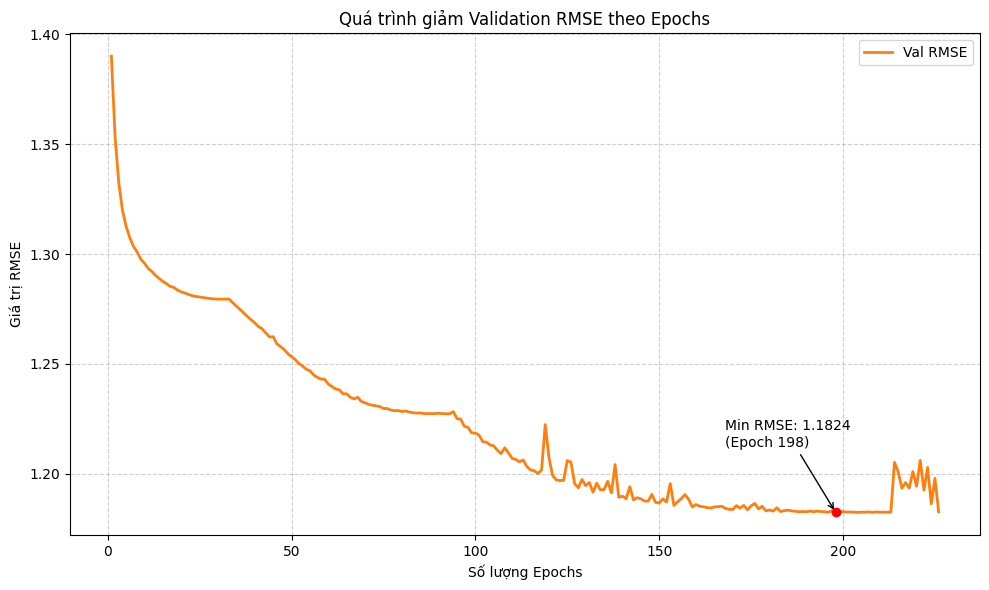 Quá trình giảm Validation RMSE theo Epochs
1.40
1.35
1.30
1.25
1.20
Giá trị RMSE
Val RMSE
Min RMSE: 1.1824
(Epoch 198)
0
50
100
150
200
Số lượng Epochs